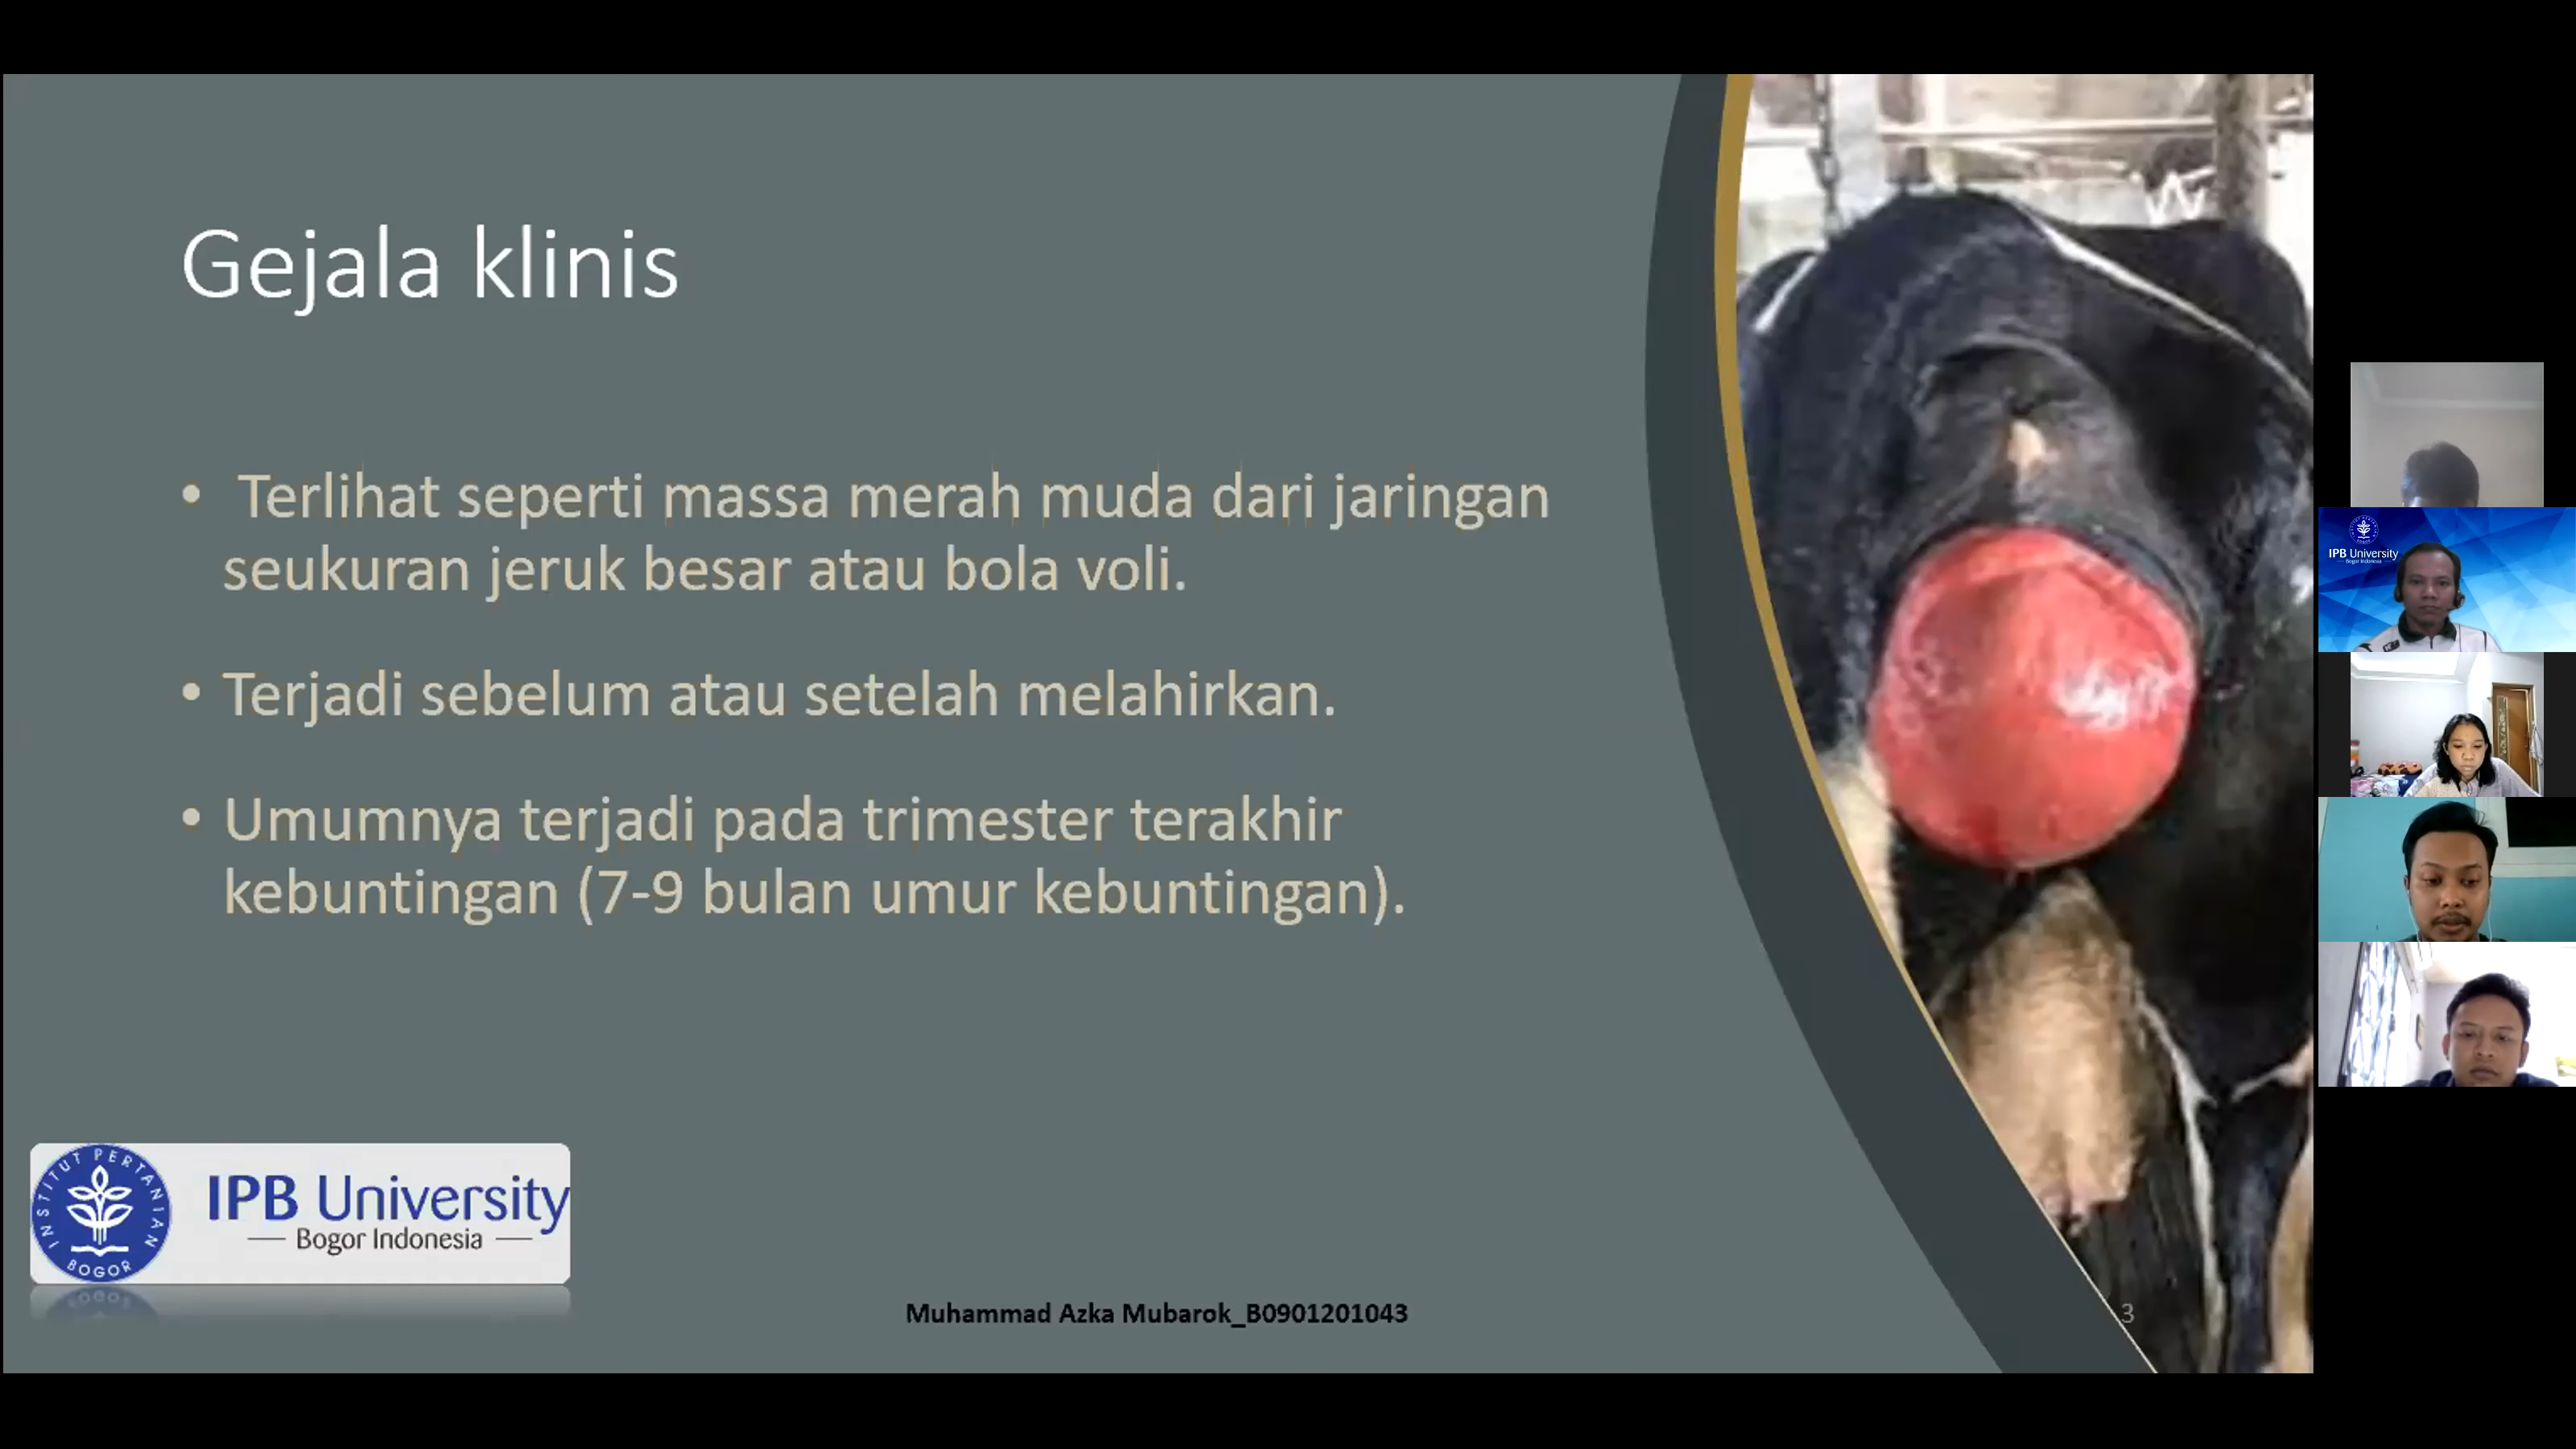 Gejala klinis
• Terlihat seperti massa merah muda dari jaringan
seukuran jeruk besar atau bola voli.
• Terjadi sebelum atau setelah melahirkan.
• Umumnya terjadi pada trimester terakhir
kebuntingan (7-9 bulan umur kebuntingan).
INSTITUT PERTANIAN
BOGOR
IPB University
Bogor Indonesia
Muhammad Azka Mubarok_B0901201043
3
IPB University
Bogor Indonesia